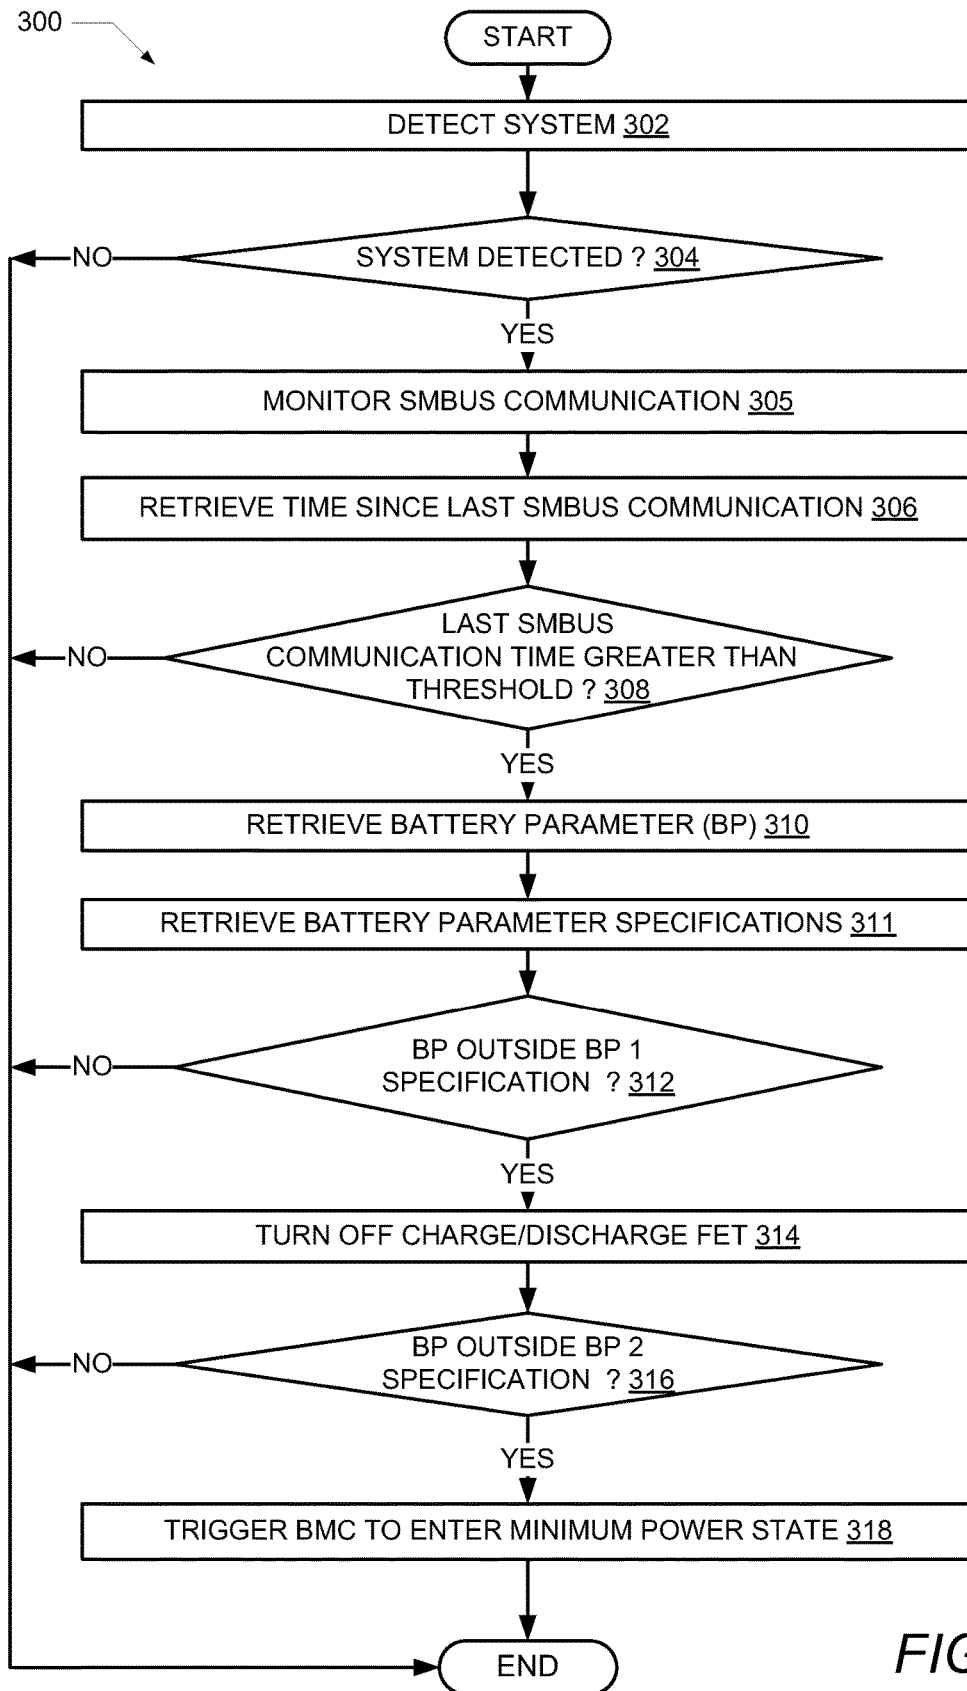 300
START
DETECT SYSTEM 302
SYSTEM DETECTED ? 304
NO
YES
MONITOR SMBUS COMMUNICATION 305
RETRIEVE TIME SINCE LAST SMBUS COMMUNICATION 306
LAST SMBUS
COMMUNICATION TIME GREATER THAN
THRESHOLD ? 308
NO
YES
RETRIEVE BATTERY PARAMETER (BP) 310
RETRIEVE BATTERY PARAMETER SPECIFICATIONS 311
BP OUTSIDE BP 1
SPECIFICATION ? 312
NO
YES
TURN OFF CHARGE/DISCHARGE FET 314
BP OUTSIDE BP 2
SPECIFICATION ? 316
NO
YES
TRIGGER BMC TO ENTER MINIMUM POWER STATE 318
END
FIG